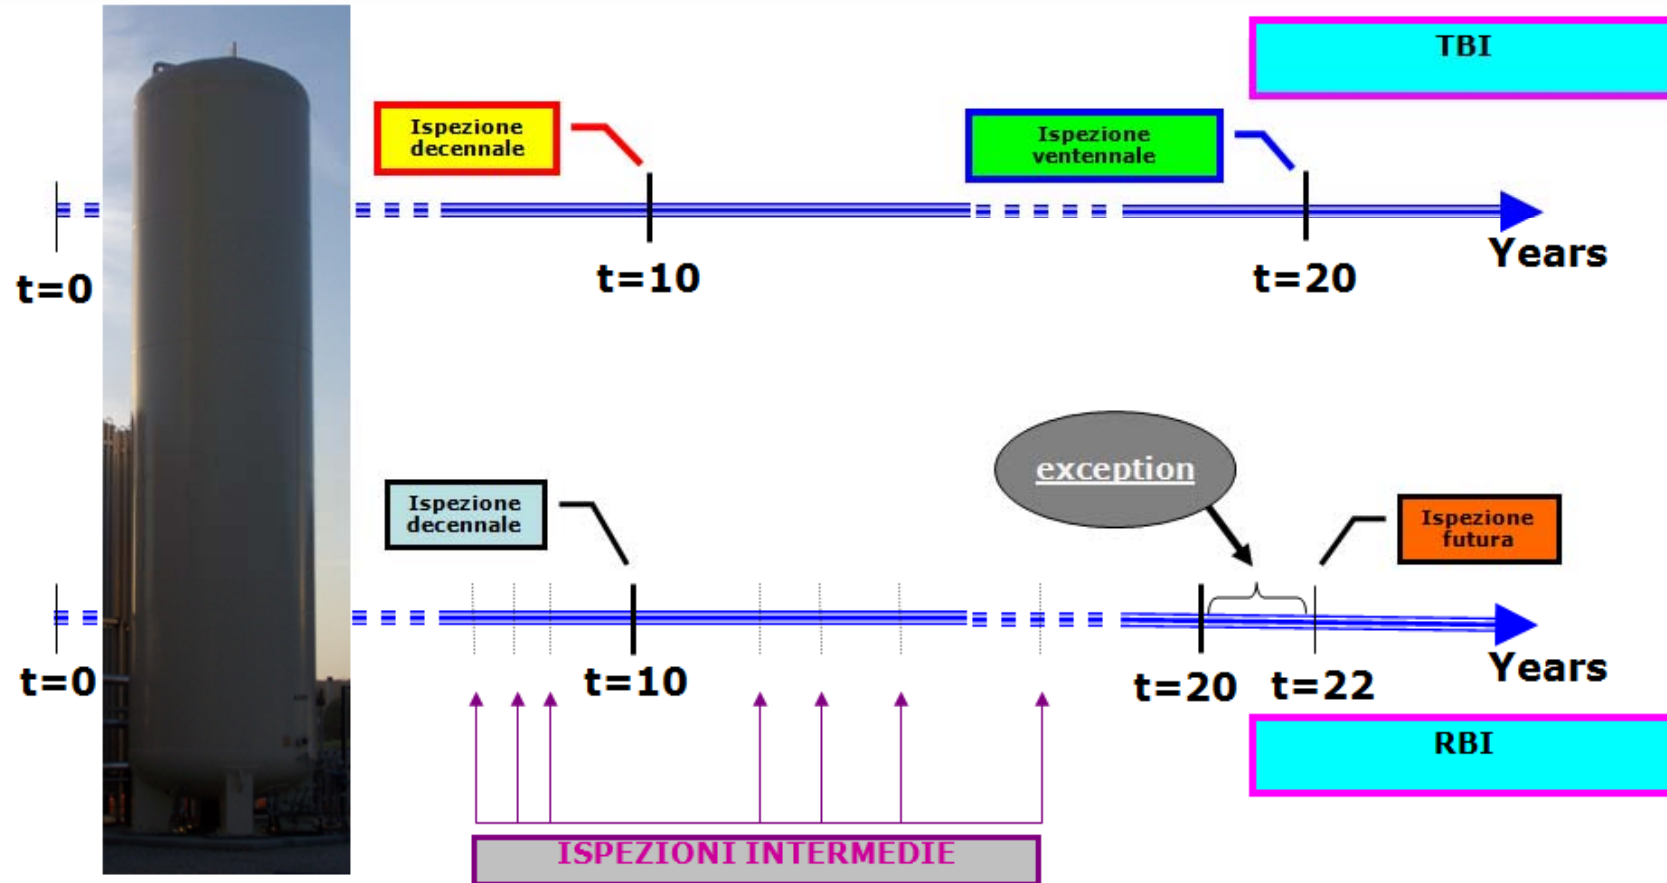 TBI
Ispezione
decennale
Ispezione
ventennale
t=0
t=10
t=20
Years
exception
Ispezione
decennale
Ispezione
futura
t=0
t=10
t=20
t=22
Years
RBI
ISPEZIONI INTERMEDIE